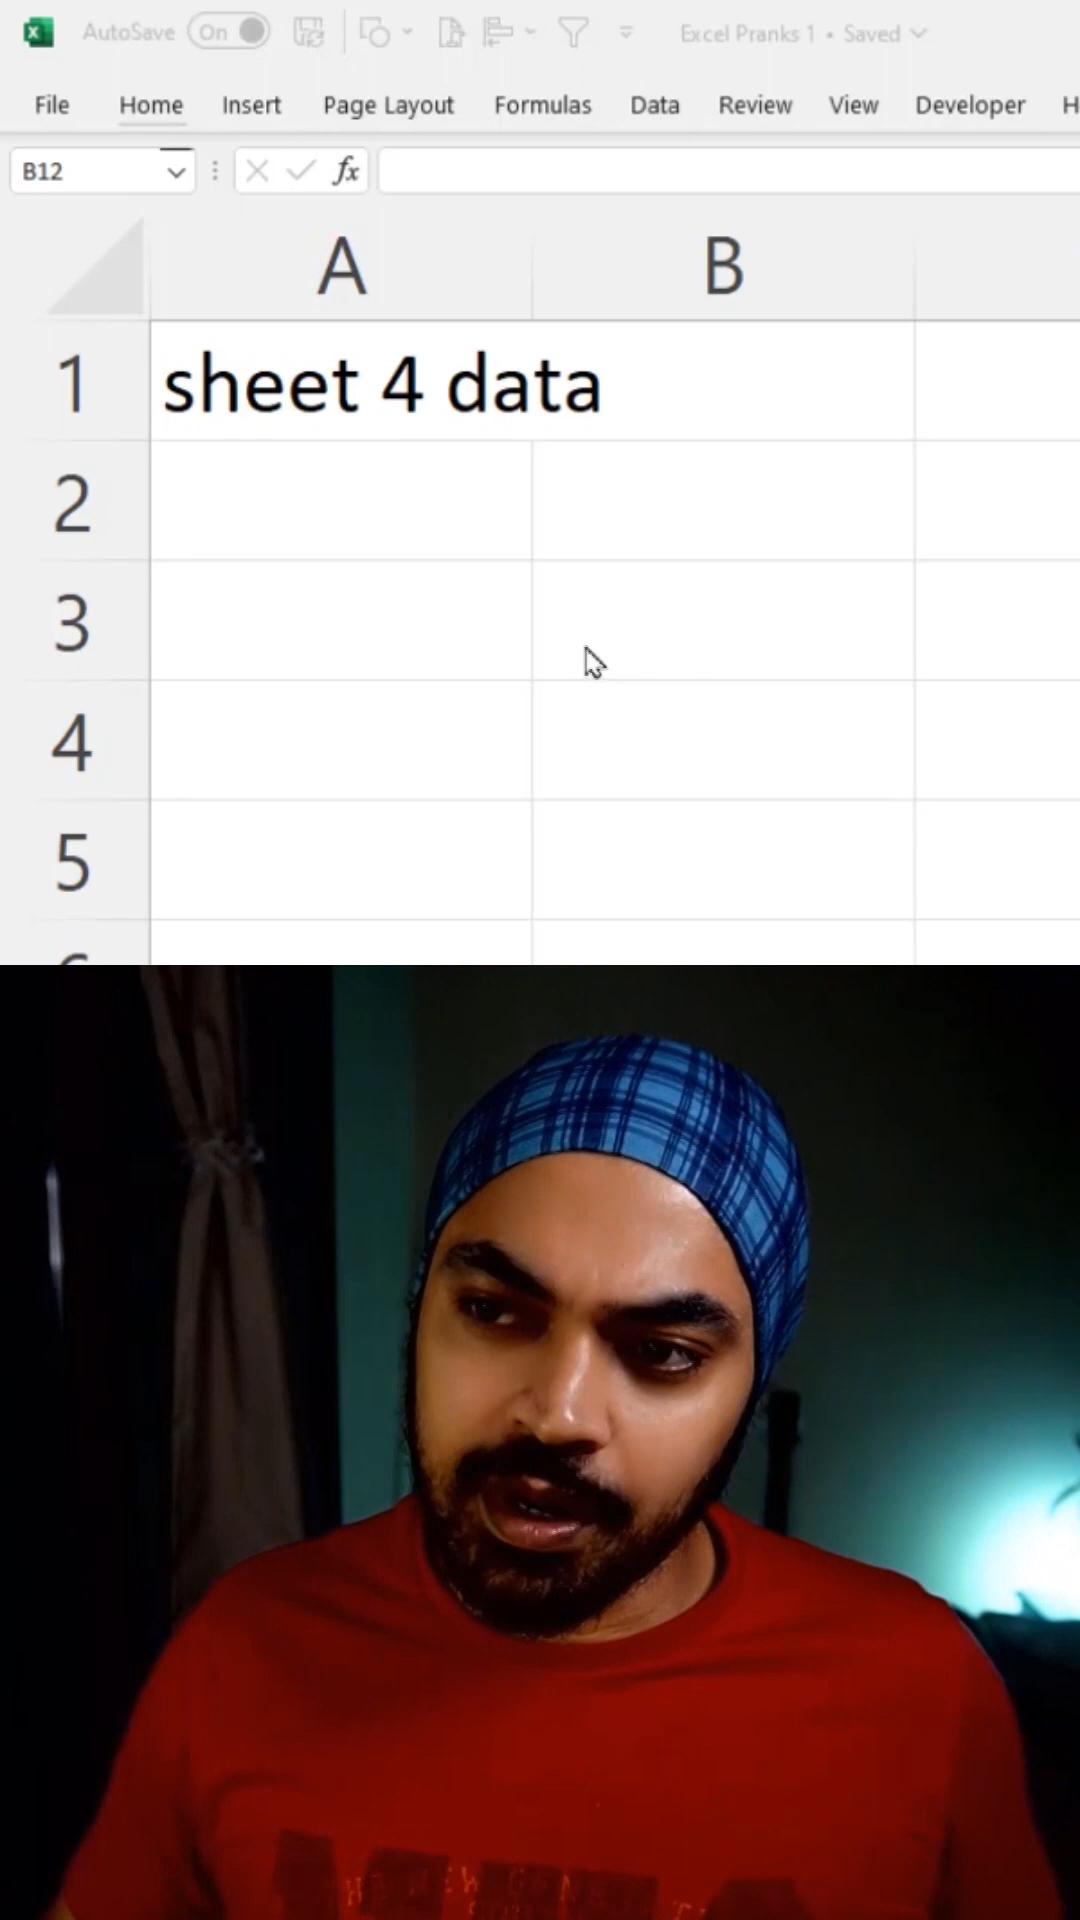 AutoSave On Excel Pranks 1 • Saved
File Home Insert Page Layout Formulas Data Review View Developer H
B12 fx
A B
1 sheet 4 data
2
3
4
5